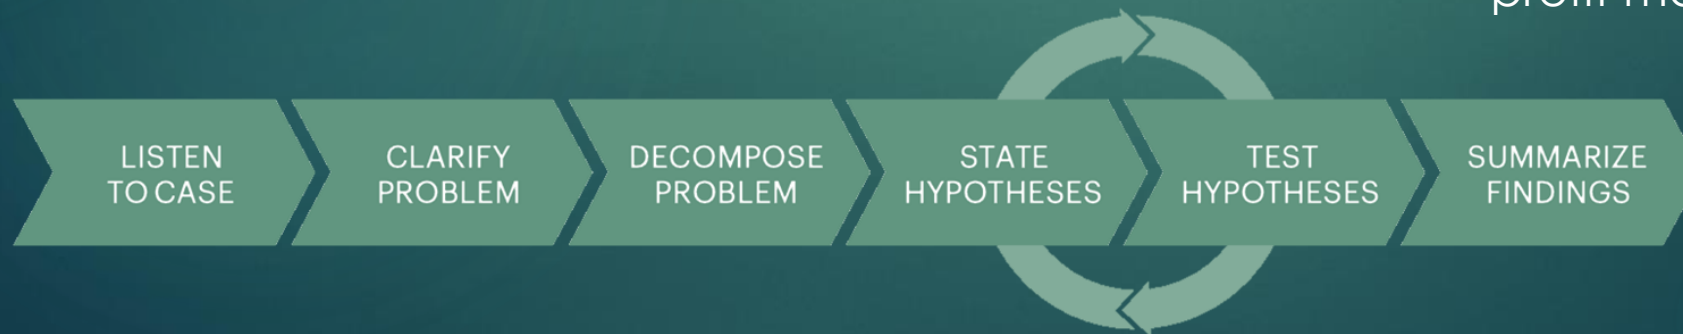 LISTEN
TO CASE
CLARIFY
PROBLEM
DECOMPOSE
PROBLEM
STATE
HYPOTHESES
TEST
HYPOTHESES
SUMMARIZE
FINDINGS